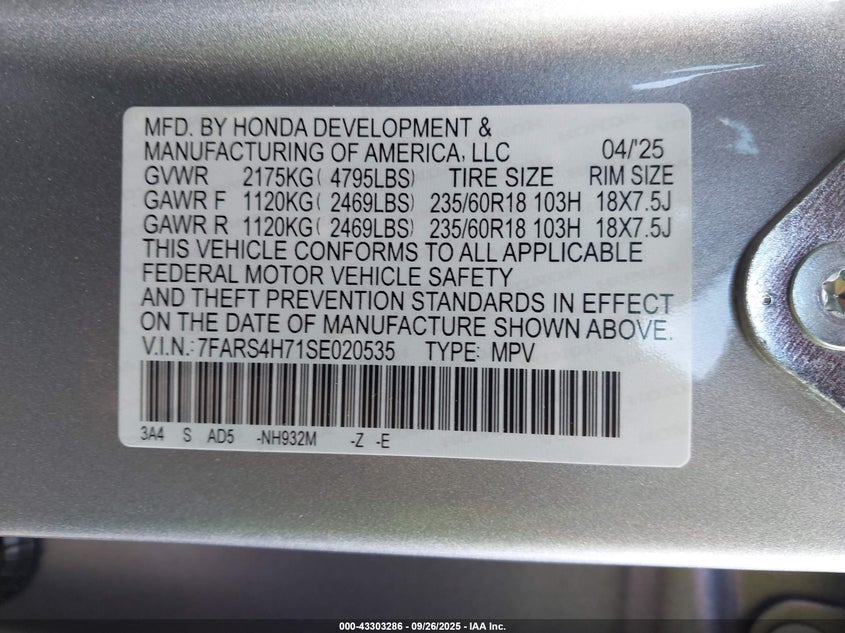 MFD. BY HONDA DEVELOPMENT &
MANUFACTURING OF AMERICA, LLC 04/'25
GVWR 2175KG( 4795LBS) TIRE SIZE RIM SIZE
GAWR F 1120KG( 2469LBS) 235/60R18 103H 18X7.5J
GAWR R 1120KG( 2469LBS) 235/60R18 103H 18X7.5J
THIS VEHICLE CONFORMS TO ALL APPLICABLE
FEDERAL MOTOR VEHICLE SAFETY
AND THEFT PREVENTION STANDARDS IN EFFECT
ON THE DATE OF MANUFACTURE SHOWN ABOVE.
V.I.N.: 7FARS4H71SE020535 TYPE: MPV
3A4 S AD5 -NH932M -Z -E
000-43303286 - 09/26/2025 - IAA Inc.